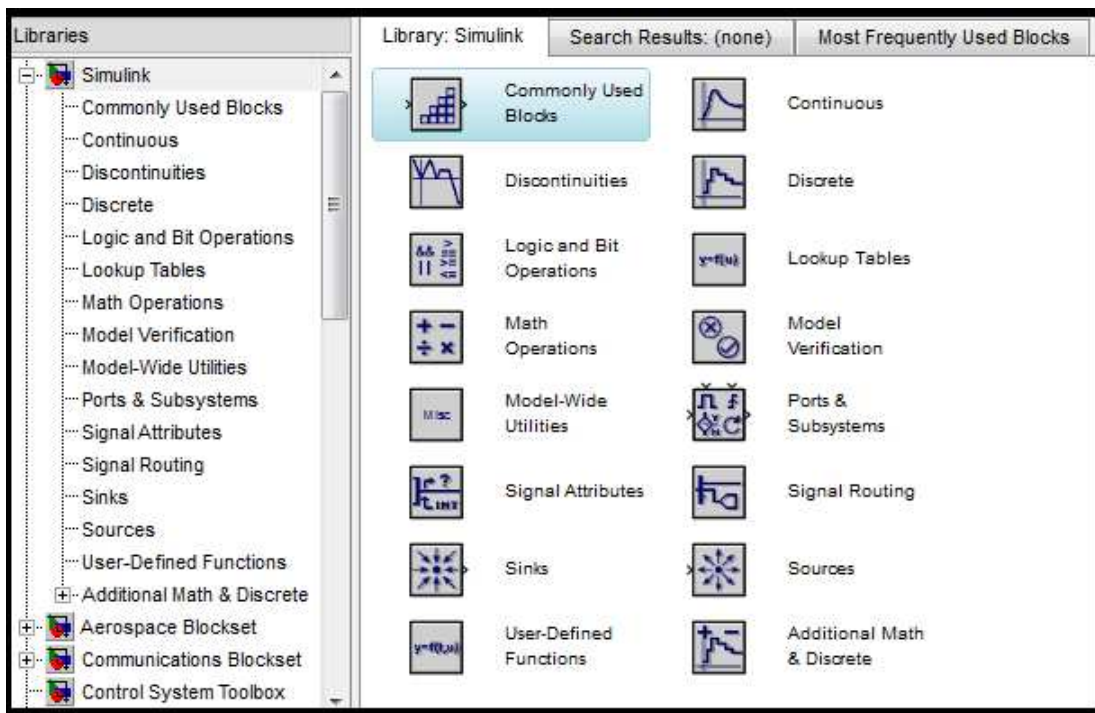 Libraries
Simulink
Commonly Used Blocks
Continuous
Discontinuities
Discrete
Logic and Bit Operations
Lookup Tables
Math Operations
Model Verification
Model-Wide Utilities
Ports & Subsystems
Signal Attributes
Signal Routing
Sinks
Sources
User-Defined Functions
Additional Math & Discrete
Aerospace Blockset
Communications Blockset
Control System Toolbox
Library: Simulink
Search Results: (none)
Most Frequently Used Blocks
Commonly Used
Blocks
Continuous
Discontinuities
Discrete
&& > ==
|| >= <=
Logic and Bit
Operations
y=f(u)
Lookup Tables
+ −
÷ ×
Math
Operations
Model
Verification
Misc
Model-Wide
Utilities
Ports &
Subsystems
?
INT
Signal Attributes
Signal Routing
Sinks
Sources
y=f(t,u)
User-Defined
Functions
+ −
Additional Math
& Discrete